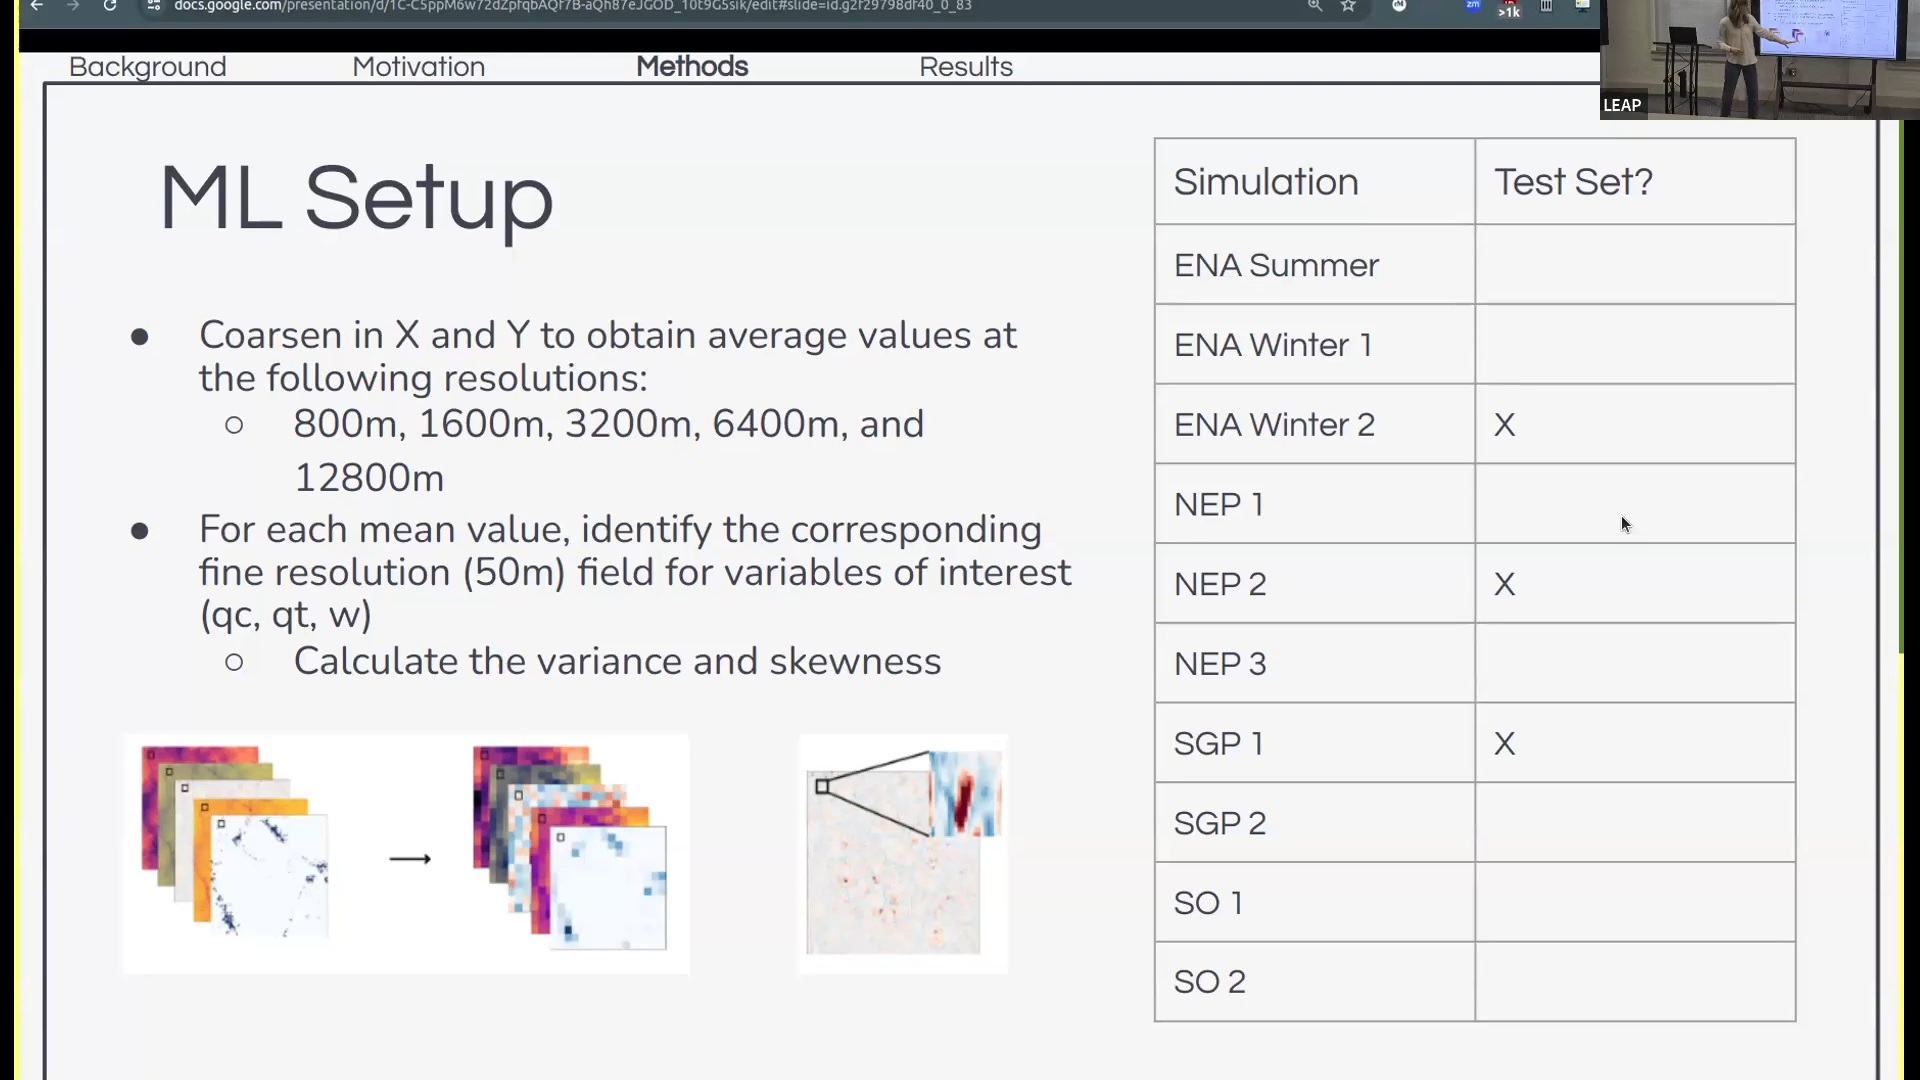 docs.google.com/presentation/d/1C-C5ppM6w72dZpfqbAQf7B-aQh87eJGOD_10t9G5sik/edit#slide=id.g2f29798df40_0_83
zm
>1k
Background Motivation Methods Results
LEAP
ML Setup
● Coarsen in X and Y to obtain average values at
the following resolutions:
○ 800m, 1600m, 3200m, 6400m, and
12800m
● For each mean value, identify the corresponding
fine resolution (50m) field for variables of interest
(qc, qt, w)
○ Calculate the variance and skewness
Simulation Test Set?
ENA Summer
ENA Winter 1
ENA Winter 2 X
NEP 1
NEP 2 X
NEP 3
SGP 1 X
SGP 2
SO 1
SO 2